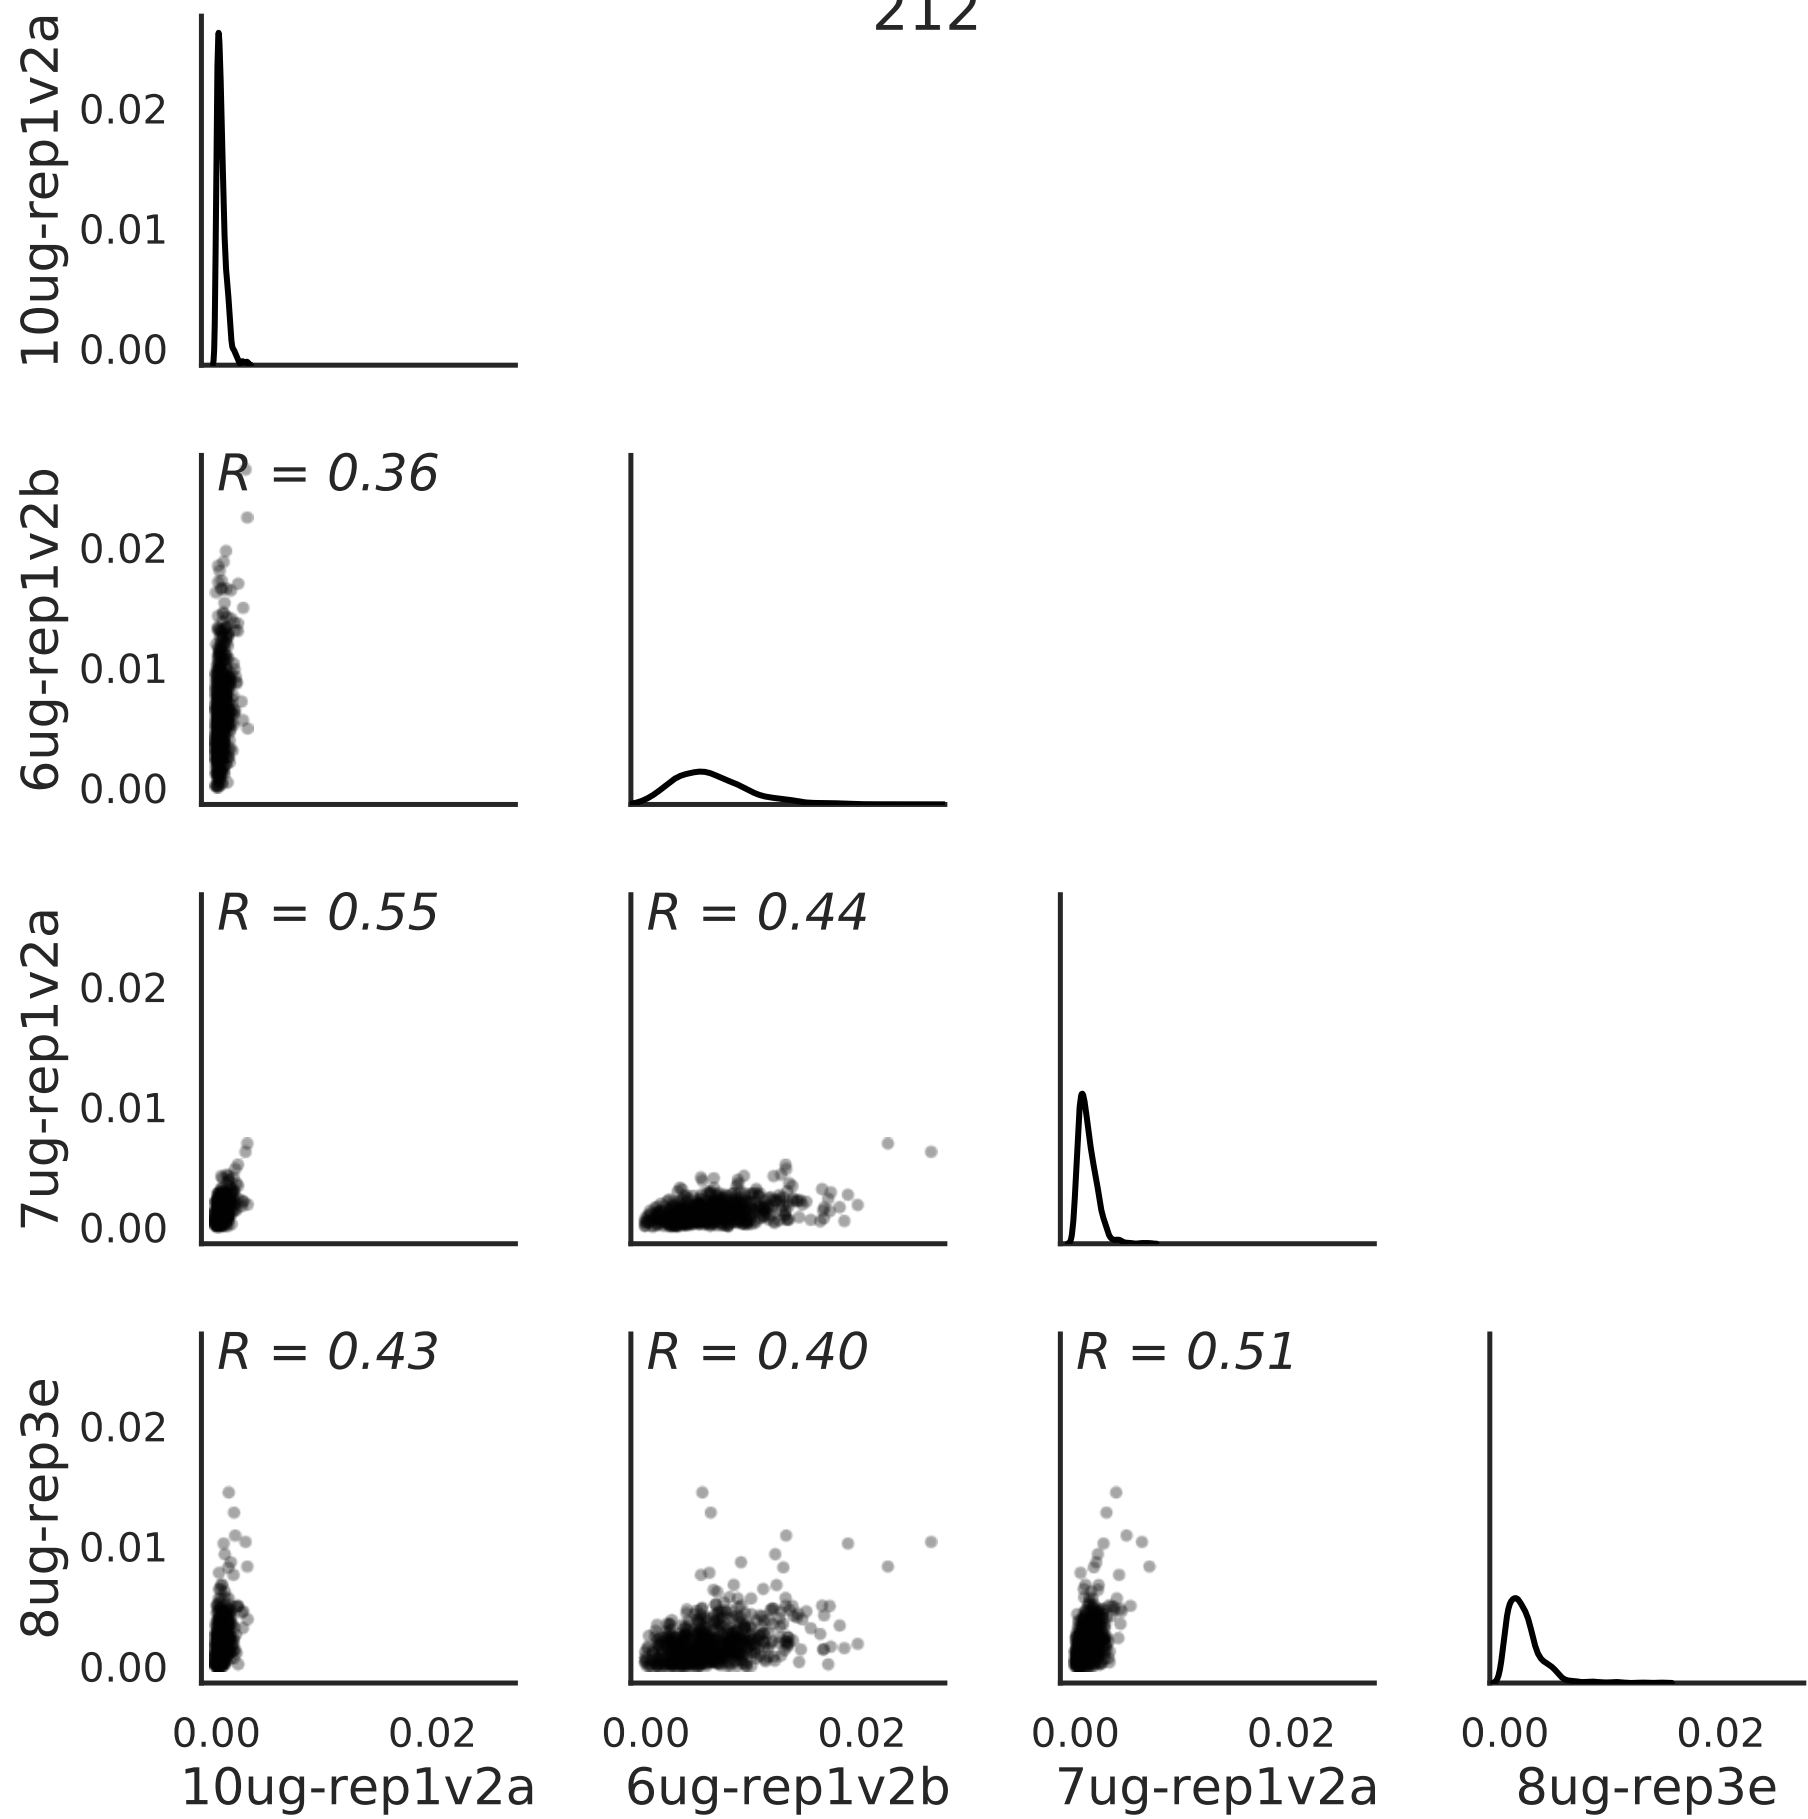 212
10ug-rep1v2a
0.02
0.01
0.00
6ug-rep1v2b
0.02
0.01
0.00
R = 0.36
7ug-rep1v2a
0.02
0.01
0.00
R = 0.55
R = 0.44
8ug-rep3e
0.02
0.01
0.00
R = 0.43
R = 0.40
R = 0.51
0.00 0.02 0.00 0.02 0.00 0.02 0.00 0.02
10ug-rep1v2a 6ug-rep1v2b 7ug-rep1v2a 8ug-rep3e